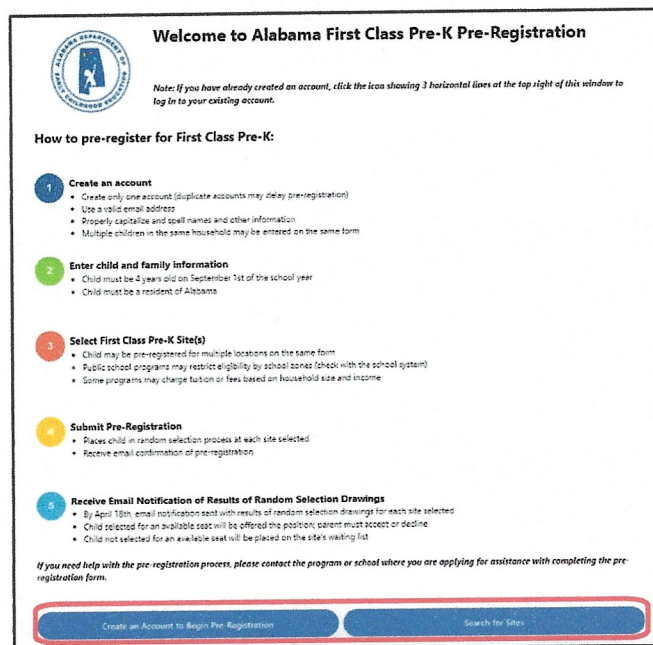 ALABAMA DEPARTMENT OF
EARLY CHILDHOOD EDUCATION
Welcome to Alabama First Class Pre-K Pre-Registration
Note: If you have already created an account, click the icon showing 3 horizontal lines at the top right of this window to
log in to your existing account.
How to pre-register for First Class Pre-K:
1
Create an account
• Create only one account (duplicate accounts may delay pre-registration)
• Use a valid email address
• Properly capitalize and spell names and other information
• Multiple children in the same household may be entered on the same form
2
Enter child and family information
• Child must be 4 years old on September 1st of the school year
• Child must be a resident of Alabama
3
Select First Class Pre-K Site(s)
• Child may be pre-registered for multiple locations on the same form
• Public school programs may restrict eligibility by school zones (check with the school system)
• Some programs may charge tuition or fees based on household size and income
4
Submit Pre-Registration
• Places child in random selection process at each site selected
• Receive email confirmation of pre-registration
5
Receive Email Notification of Results of Random Selection Drawings
• By April 18th, email notification sent with results of random selection drawings for each site selected
• Child selected for an available seat will be offered the position; parent must accept or decline
• Child not selected for an available seat will be placed on the site's waiting list
If you need help with the pre-registration process, please contact the program or school where you are applying for assistance with completing the pre-
registration form.
Create an Account to Begin Pre Registration
Search for Sites